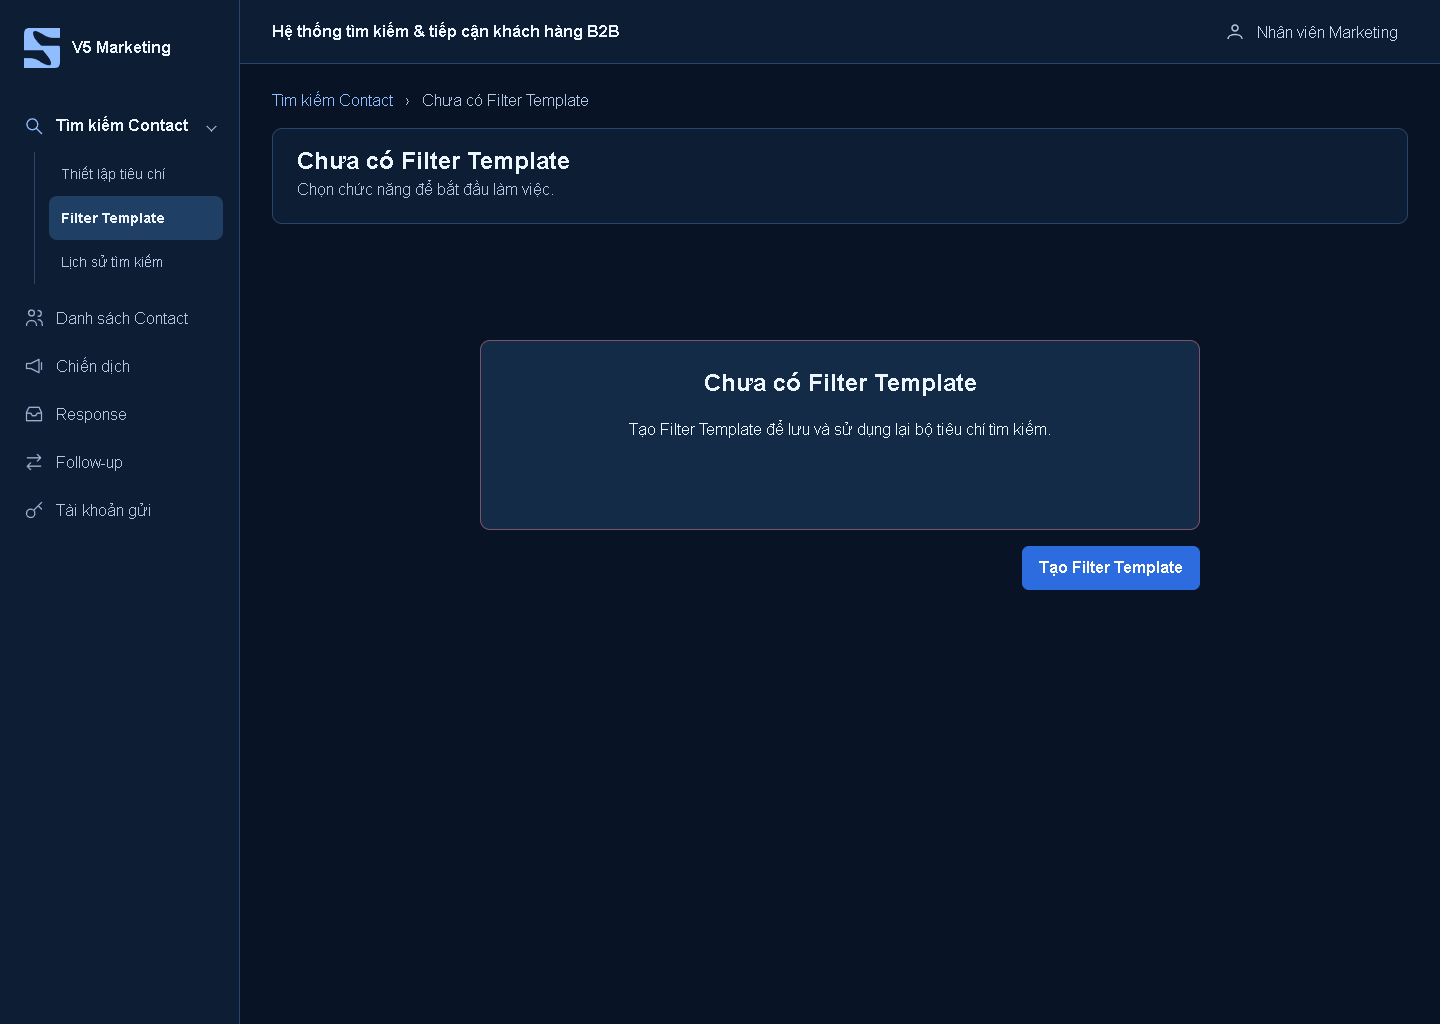 V5 Marketing
Hệ thống tìm kiếm & tiếp cận khách hàng B2B
Nhân viên Marketing
Tìm kiếm Contact
Thiết lập tiêu chí
Filter Template
Lịch sử tìm kiếm
Danh sách Contact
Chiến dịch
Response
Follow-up
Tài khoản gửi
Tìm kiếm Contact › Chưa có Filter Template
Chưa có Filter Template
Chọn chức năng để bắt đầu làm việc.
Chưa có Filter Template
Tạo Filter Template để lưu và sử dụng lại bộ tiêu chí tìm kiếm.
Tạo Filter Template